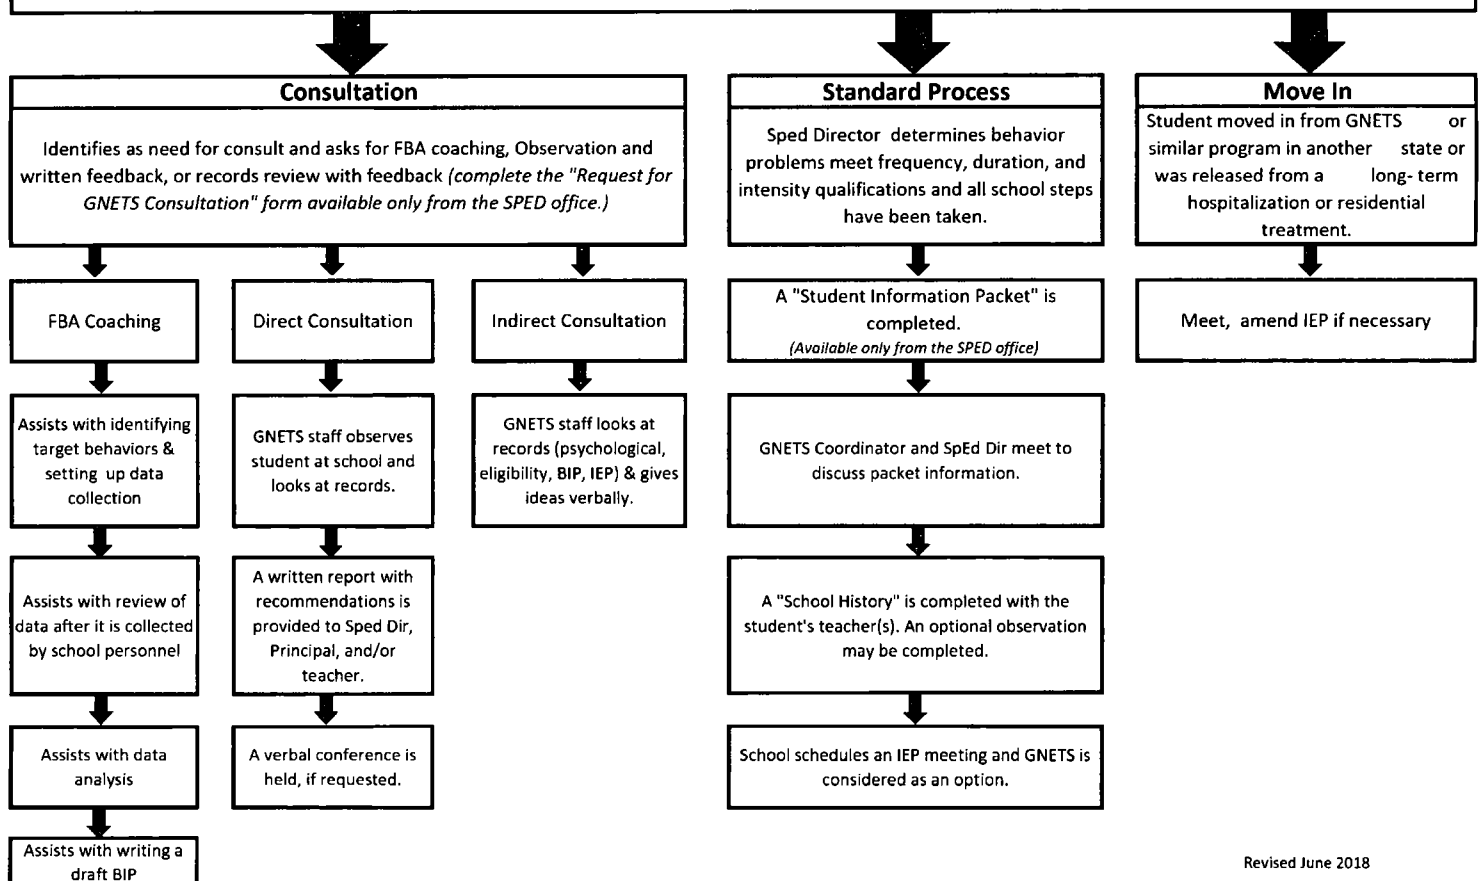 Consultation
Identifies as need for consult and asks for FBA coaching, Observation and
written feedback, or records review with feedback (complete the "Request for
GNETS Consultation" form available only from the SPED office.)
FBA Coaching
Assists with identifying
target behaviors &
setting up data
collection
Assists with review of
data after it is collected
by school personnel
Assists with data
analysis
Assists with writing a
draft BIP
Direct Consultation
GNETS staff observes
student at school and
looks at records.
A written report with
recommendations is
provided to Sped Dir,
Principal, and/or
teacher.
A verbal conference is
held, if requested.
Indirect Consultation
GNETS staff looks at
records (psychological,
eligibility, BIP, IEP) & gives
ideas verbally.
Standard Process
Sped Director determines behavior
problems meet frequency, duration, and
intensity qualifications and all school steps
have been taken.
A "Student Information Packet" is
completed.
(Available only from the SPED office)
GNETS Coordinator and SpEd Dir meet to
discuss packet information.
A "School History" is completed with the
student's teacher(s). An optional observation
may be completed.
School schedules an IEP meeting and GNETS is
considered as an option.
Move In
Student moved in from GNETS or
similar program in another state or
was released from a long- term
hospitalization or residential
treatment.
Meet, amend IEP if necessary
Revised June 2018